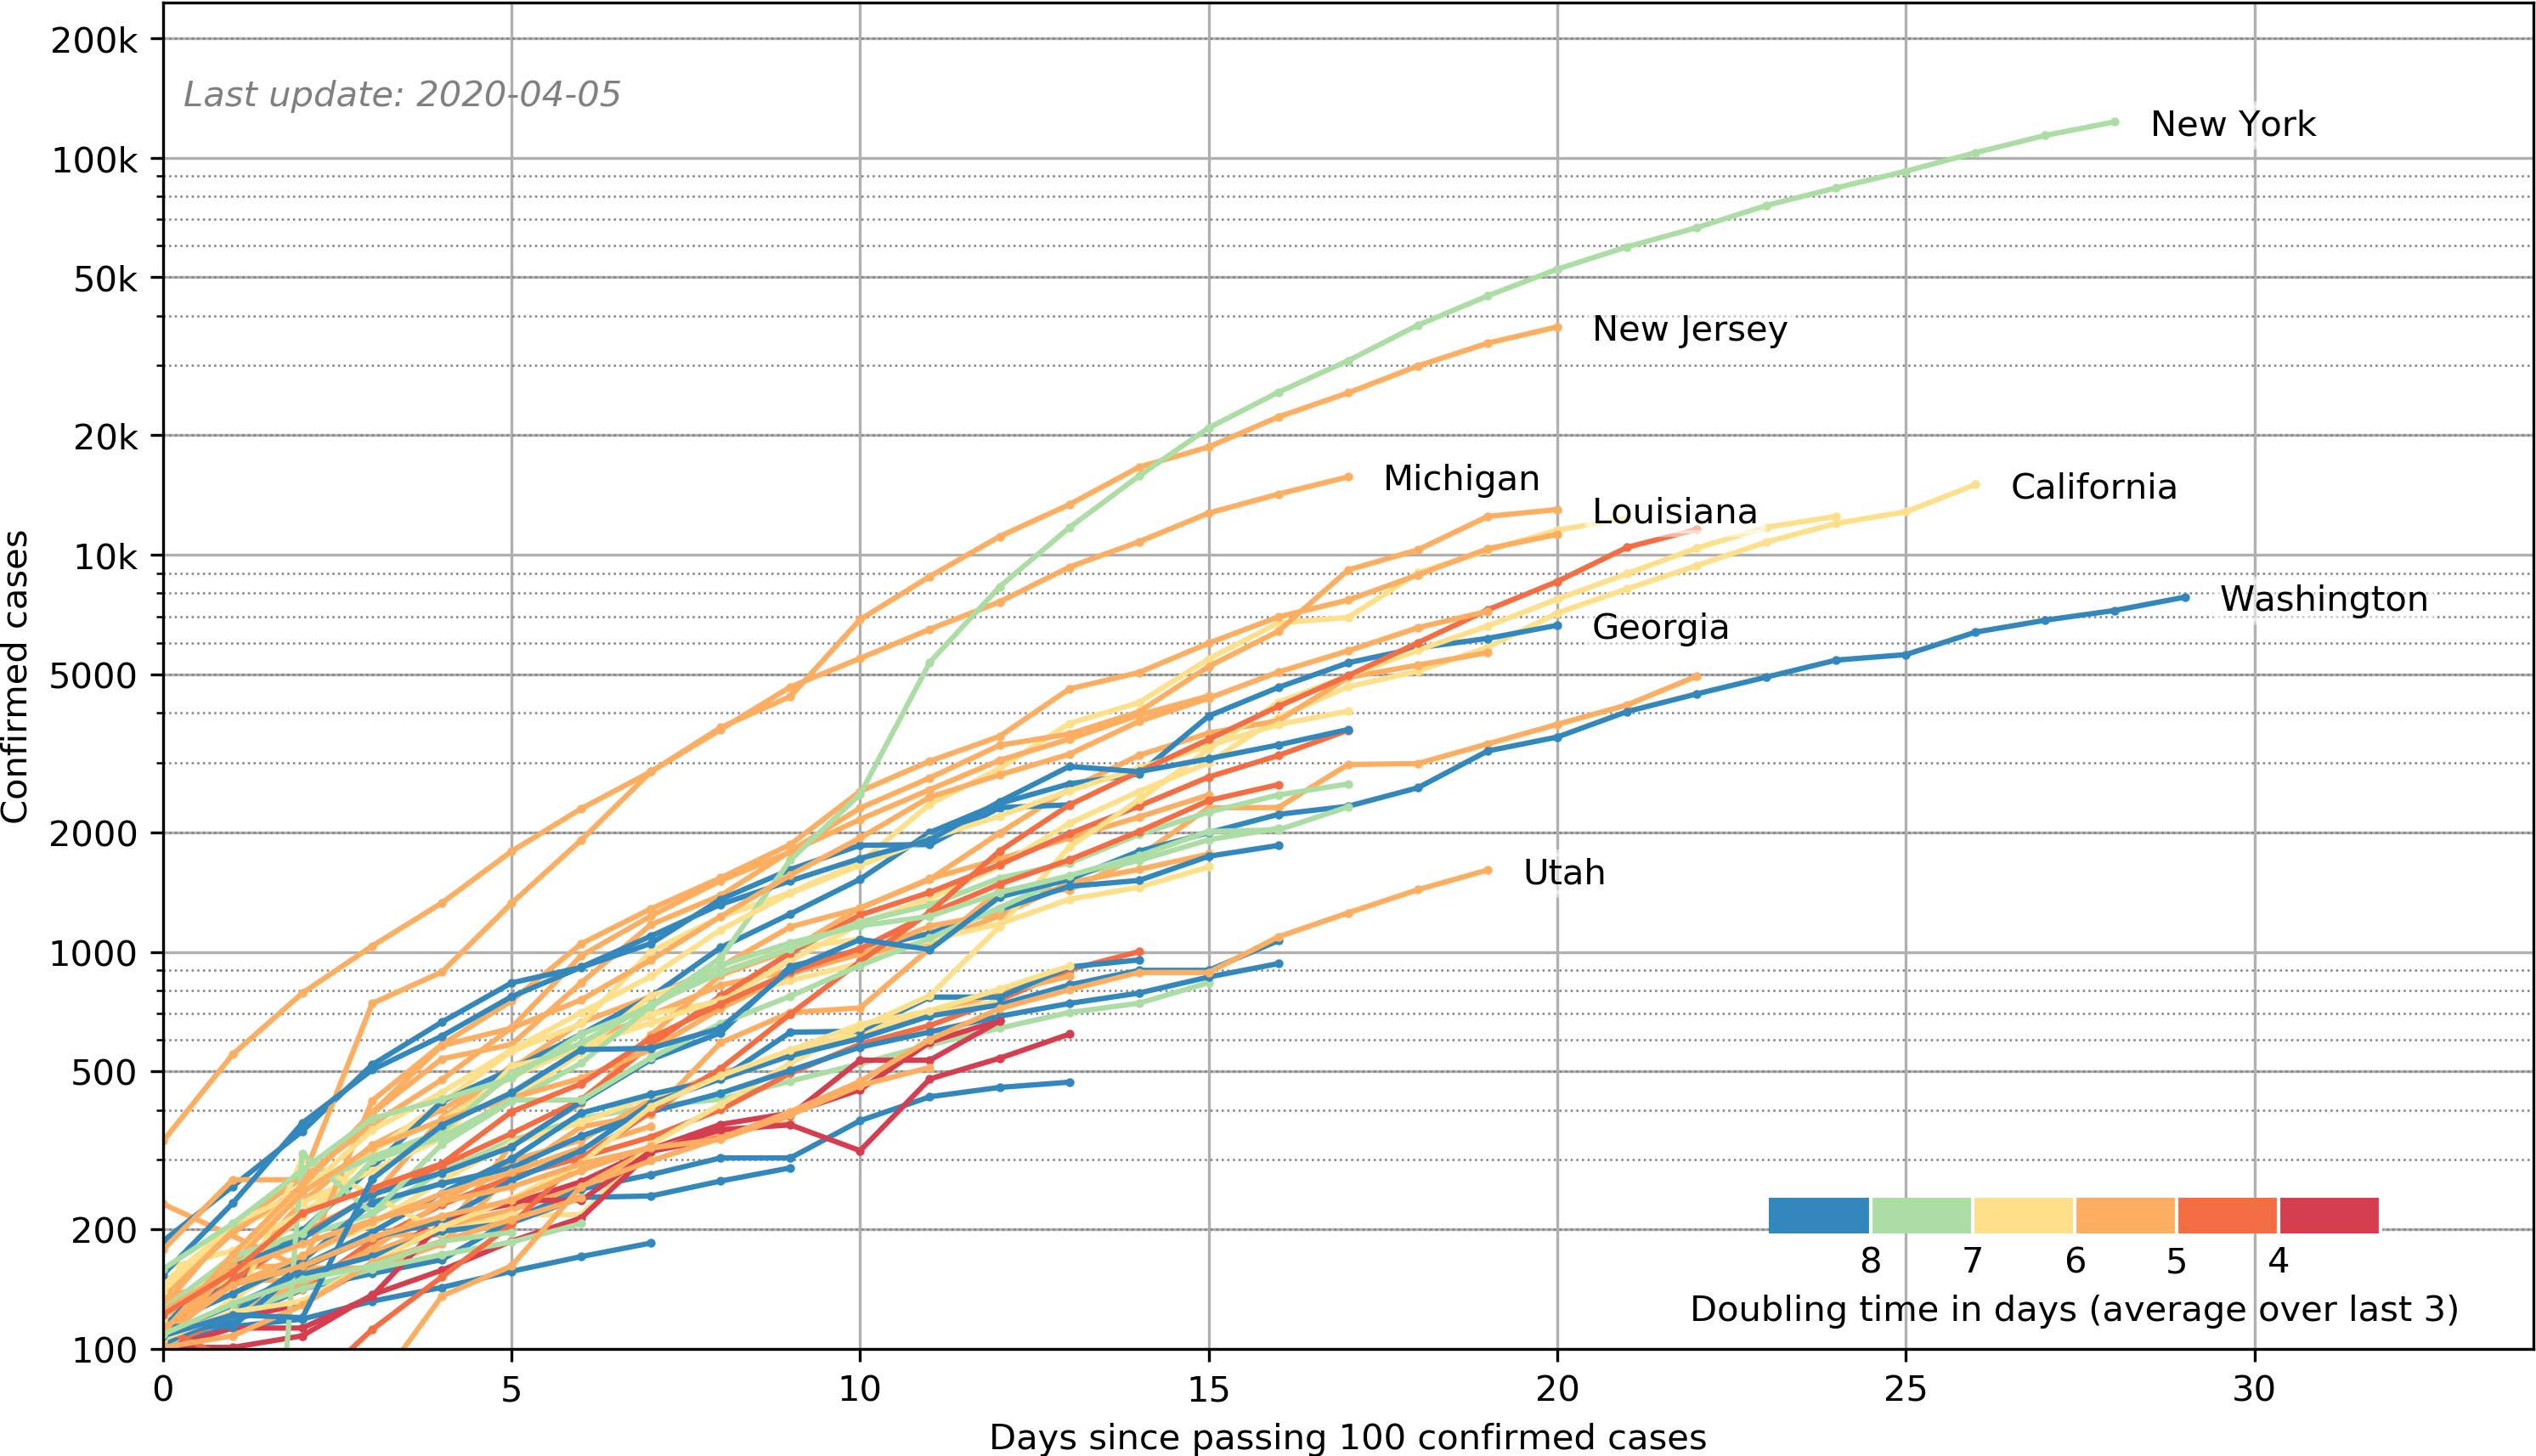 200k
Last update: 2020-04-05
New York
100k
50k
New Jersey
20k
Michigan
California
Louisiana
10k
Washington
Georgia
5000
Confirmed cases
2000
Utah
1000
500
200
8 7 6 5 4
Doubling time in days (average over last 3)
100
0 5 10 15 20 25 30
Days since passing 100 confirmed cases